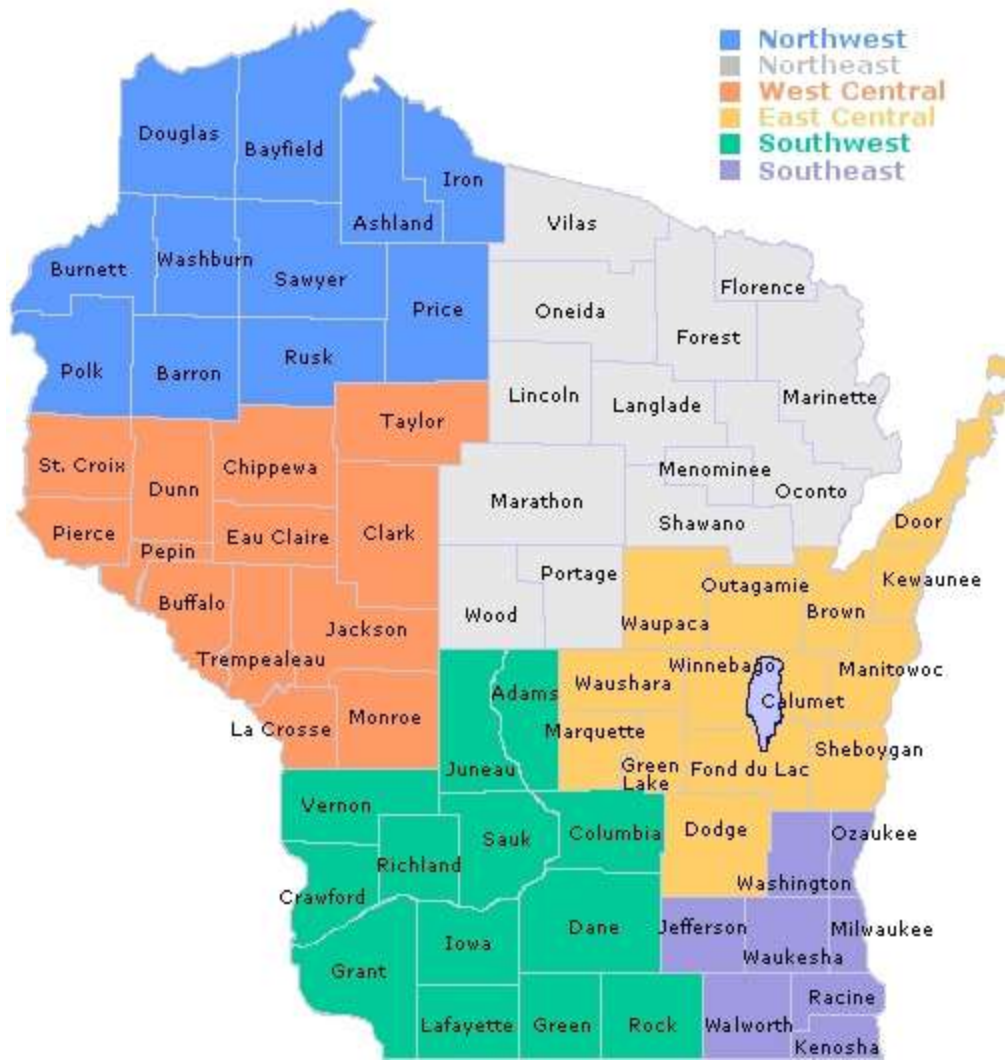 Northwest
Northeast
West Central
East Central
Southwest
Southeast
Douglas
Bayfield
Iron
Ashland
Vilas
Burnett
Washburn
Sawyer
Florence
Price
Oneida
Forest
Polk
Barron
Rusk
Lincoln
Langlade
Marinette
Taylor
St. Croix
Chippewa
Menominee
Dunn
Marathon
Oconto
Shawano
Door
Pierce
Eau Claire
Clark
Pepin
Portage
Outagamie
Kewaunee
Buffalo
Wood
Waupaca
Brown
Jackson
Trempealeau
Winnebago
Manitowoc
Adams
Waushara
Calumet
La Crosse
Monroe
Marquette
Sheboygan
Juneau
Green
Lake
Fond du Lac
Vernon
Sauk
Columbia
Dodge
Ozaukee
Richland
Washington
Crawford
Dane
Jefferson
Milwaukee
Iowa
Waukesha
Grant
Racine
Lafayette
Green
Rock
Walworth
Kenosha